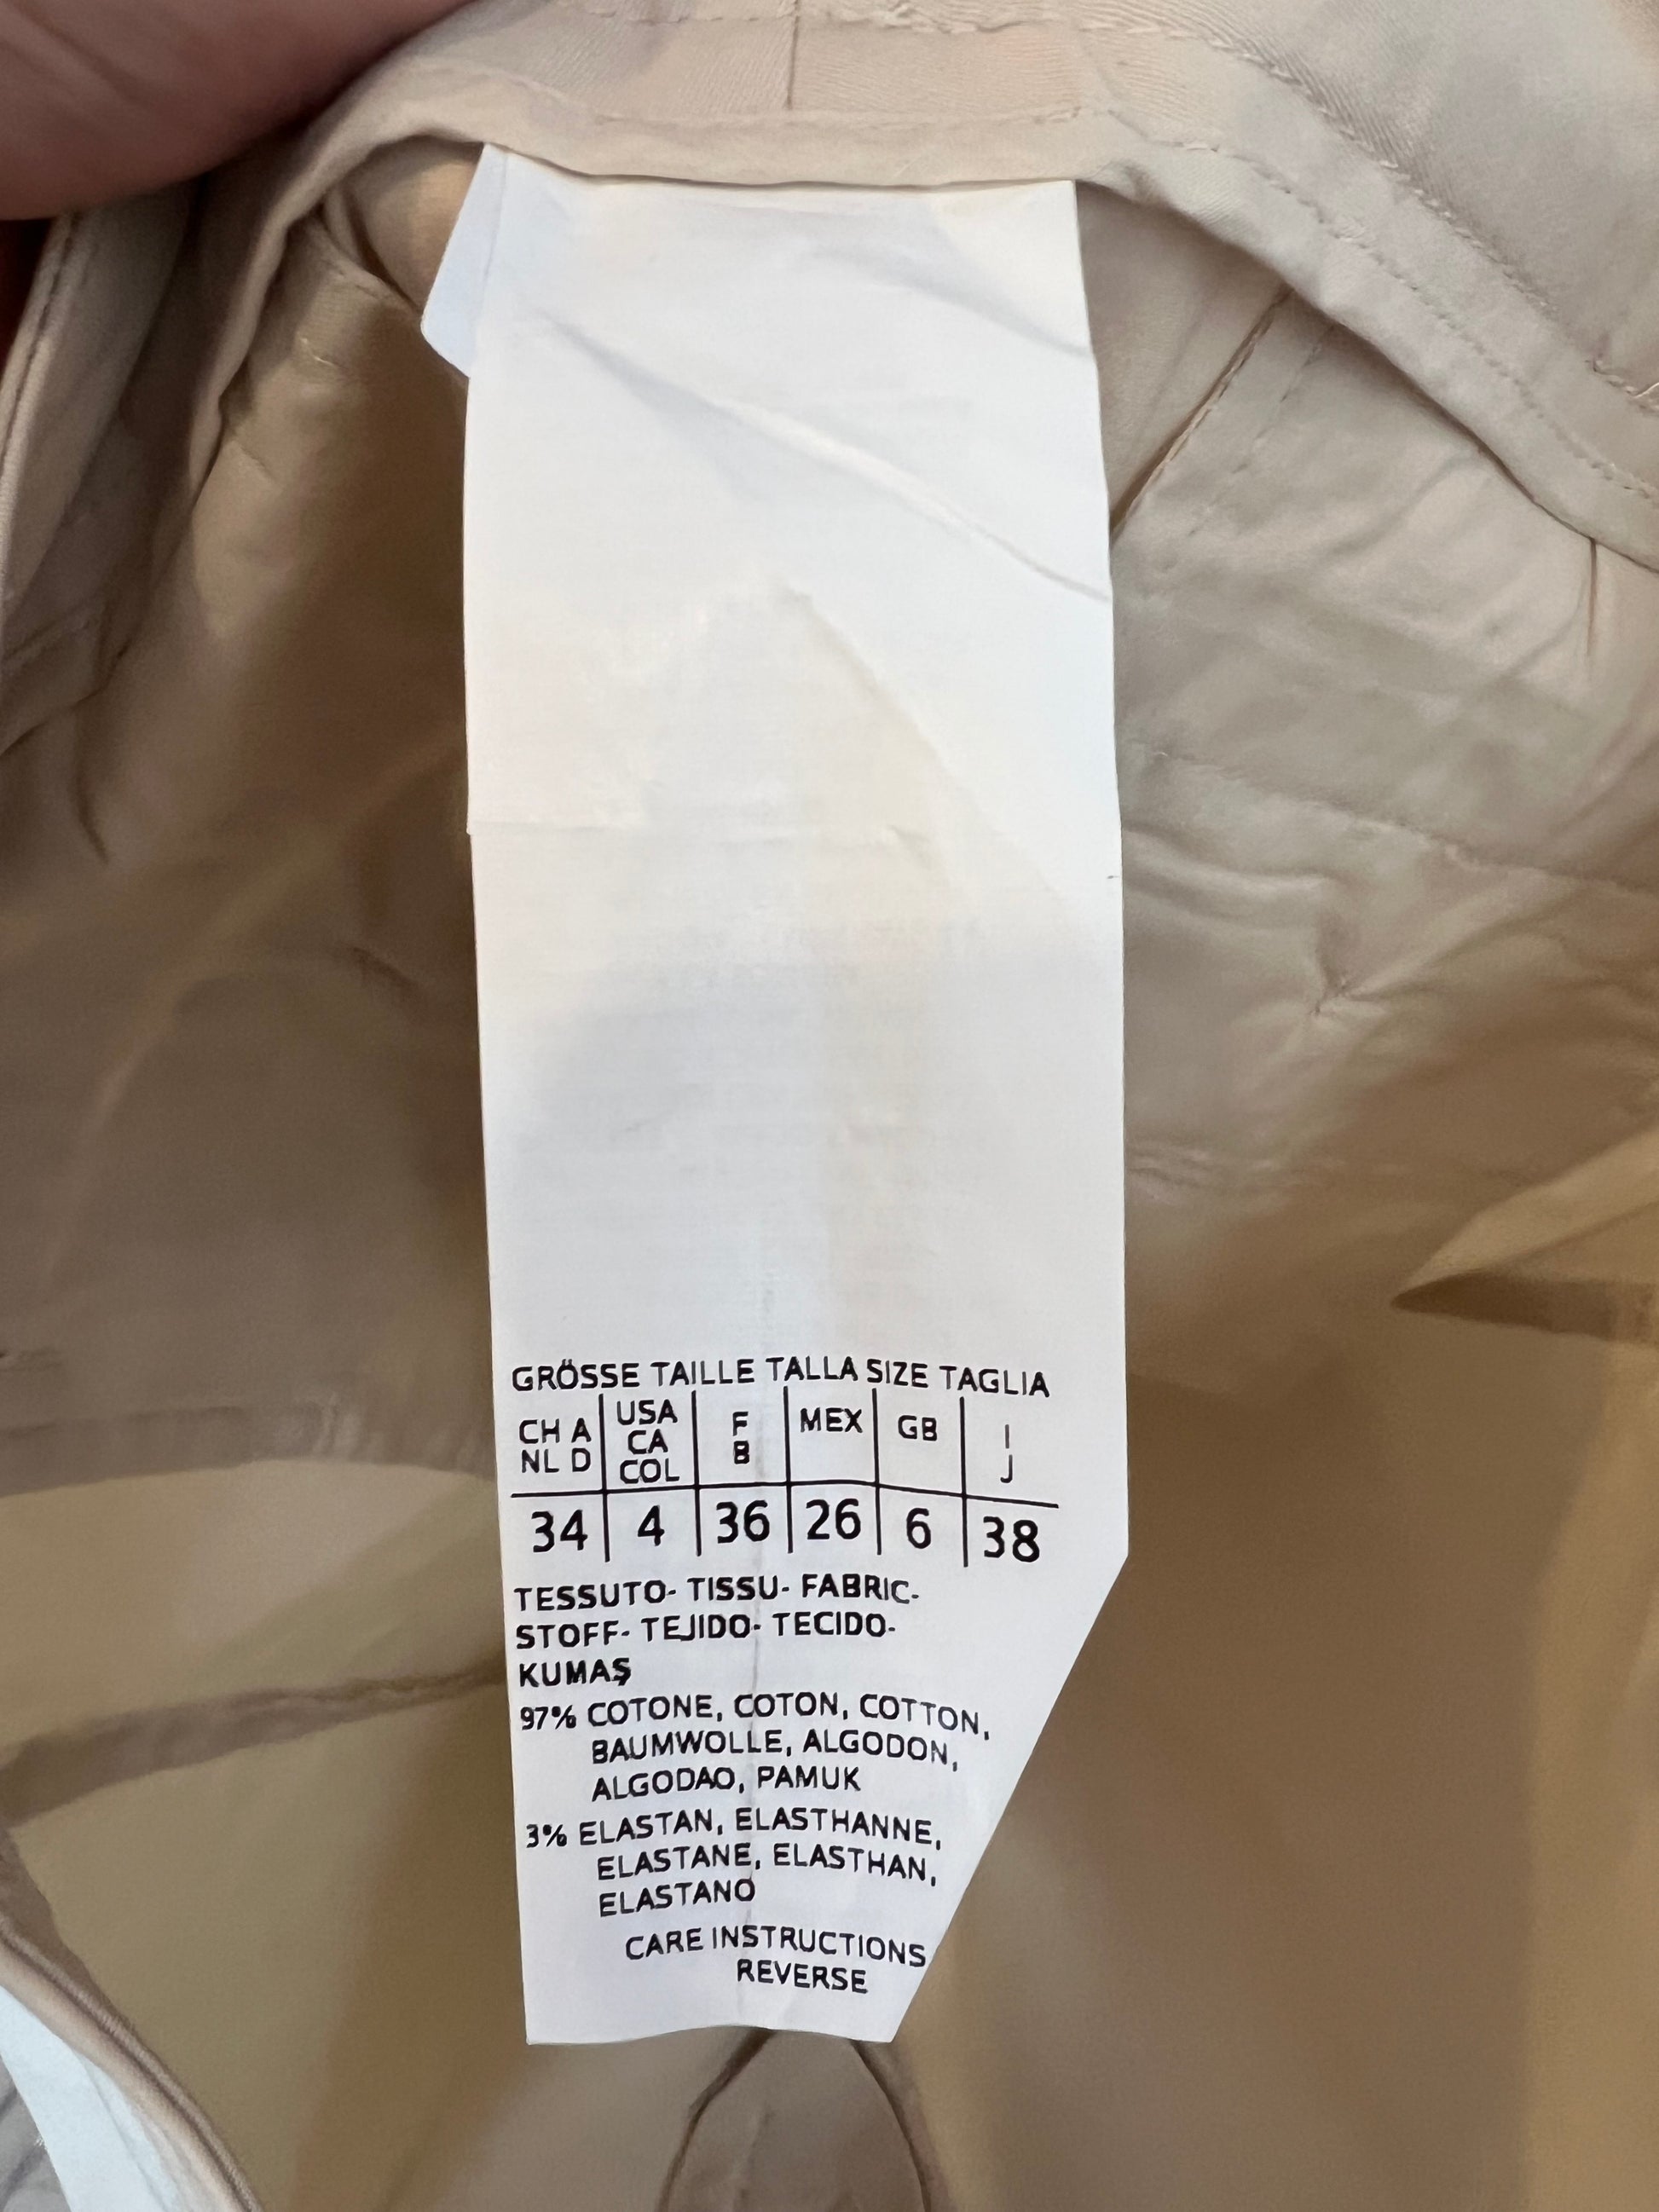 GRÖSSE TAILLE TALLA SIZE TAGLIA
CH A NL D | USA CA COL | F B | MEX | GB | I J
34 | 4 | 36 | 26 | 6 | 38
TESSUTO- TISSU- FABRIC-
STOFF- TEJIDO- TECIDO-
KUMAŞ
97% COTONE, COTON, COTTON,
BAUMWOLLE, ALGODON,
ALGODAO, PAMUK
3% ELASTAN, ELASTHANNE,
ELASTANE, ELASTHAN,
ELASTANO
CARE INSTRUCTIONS
REVERSE